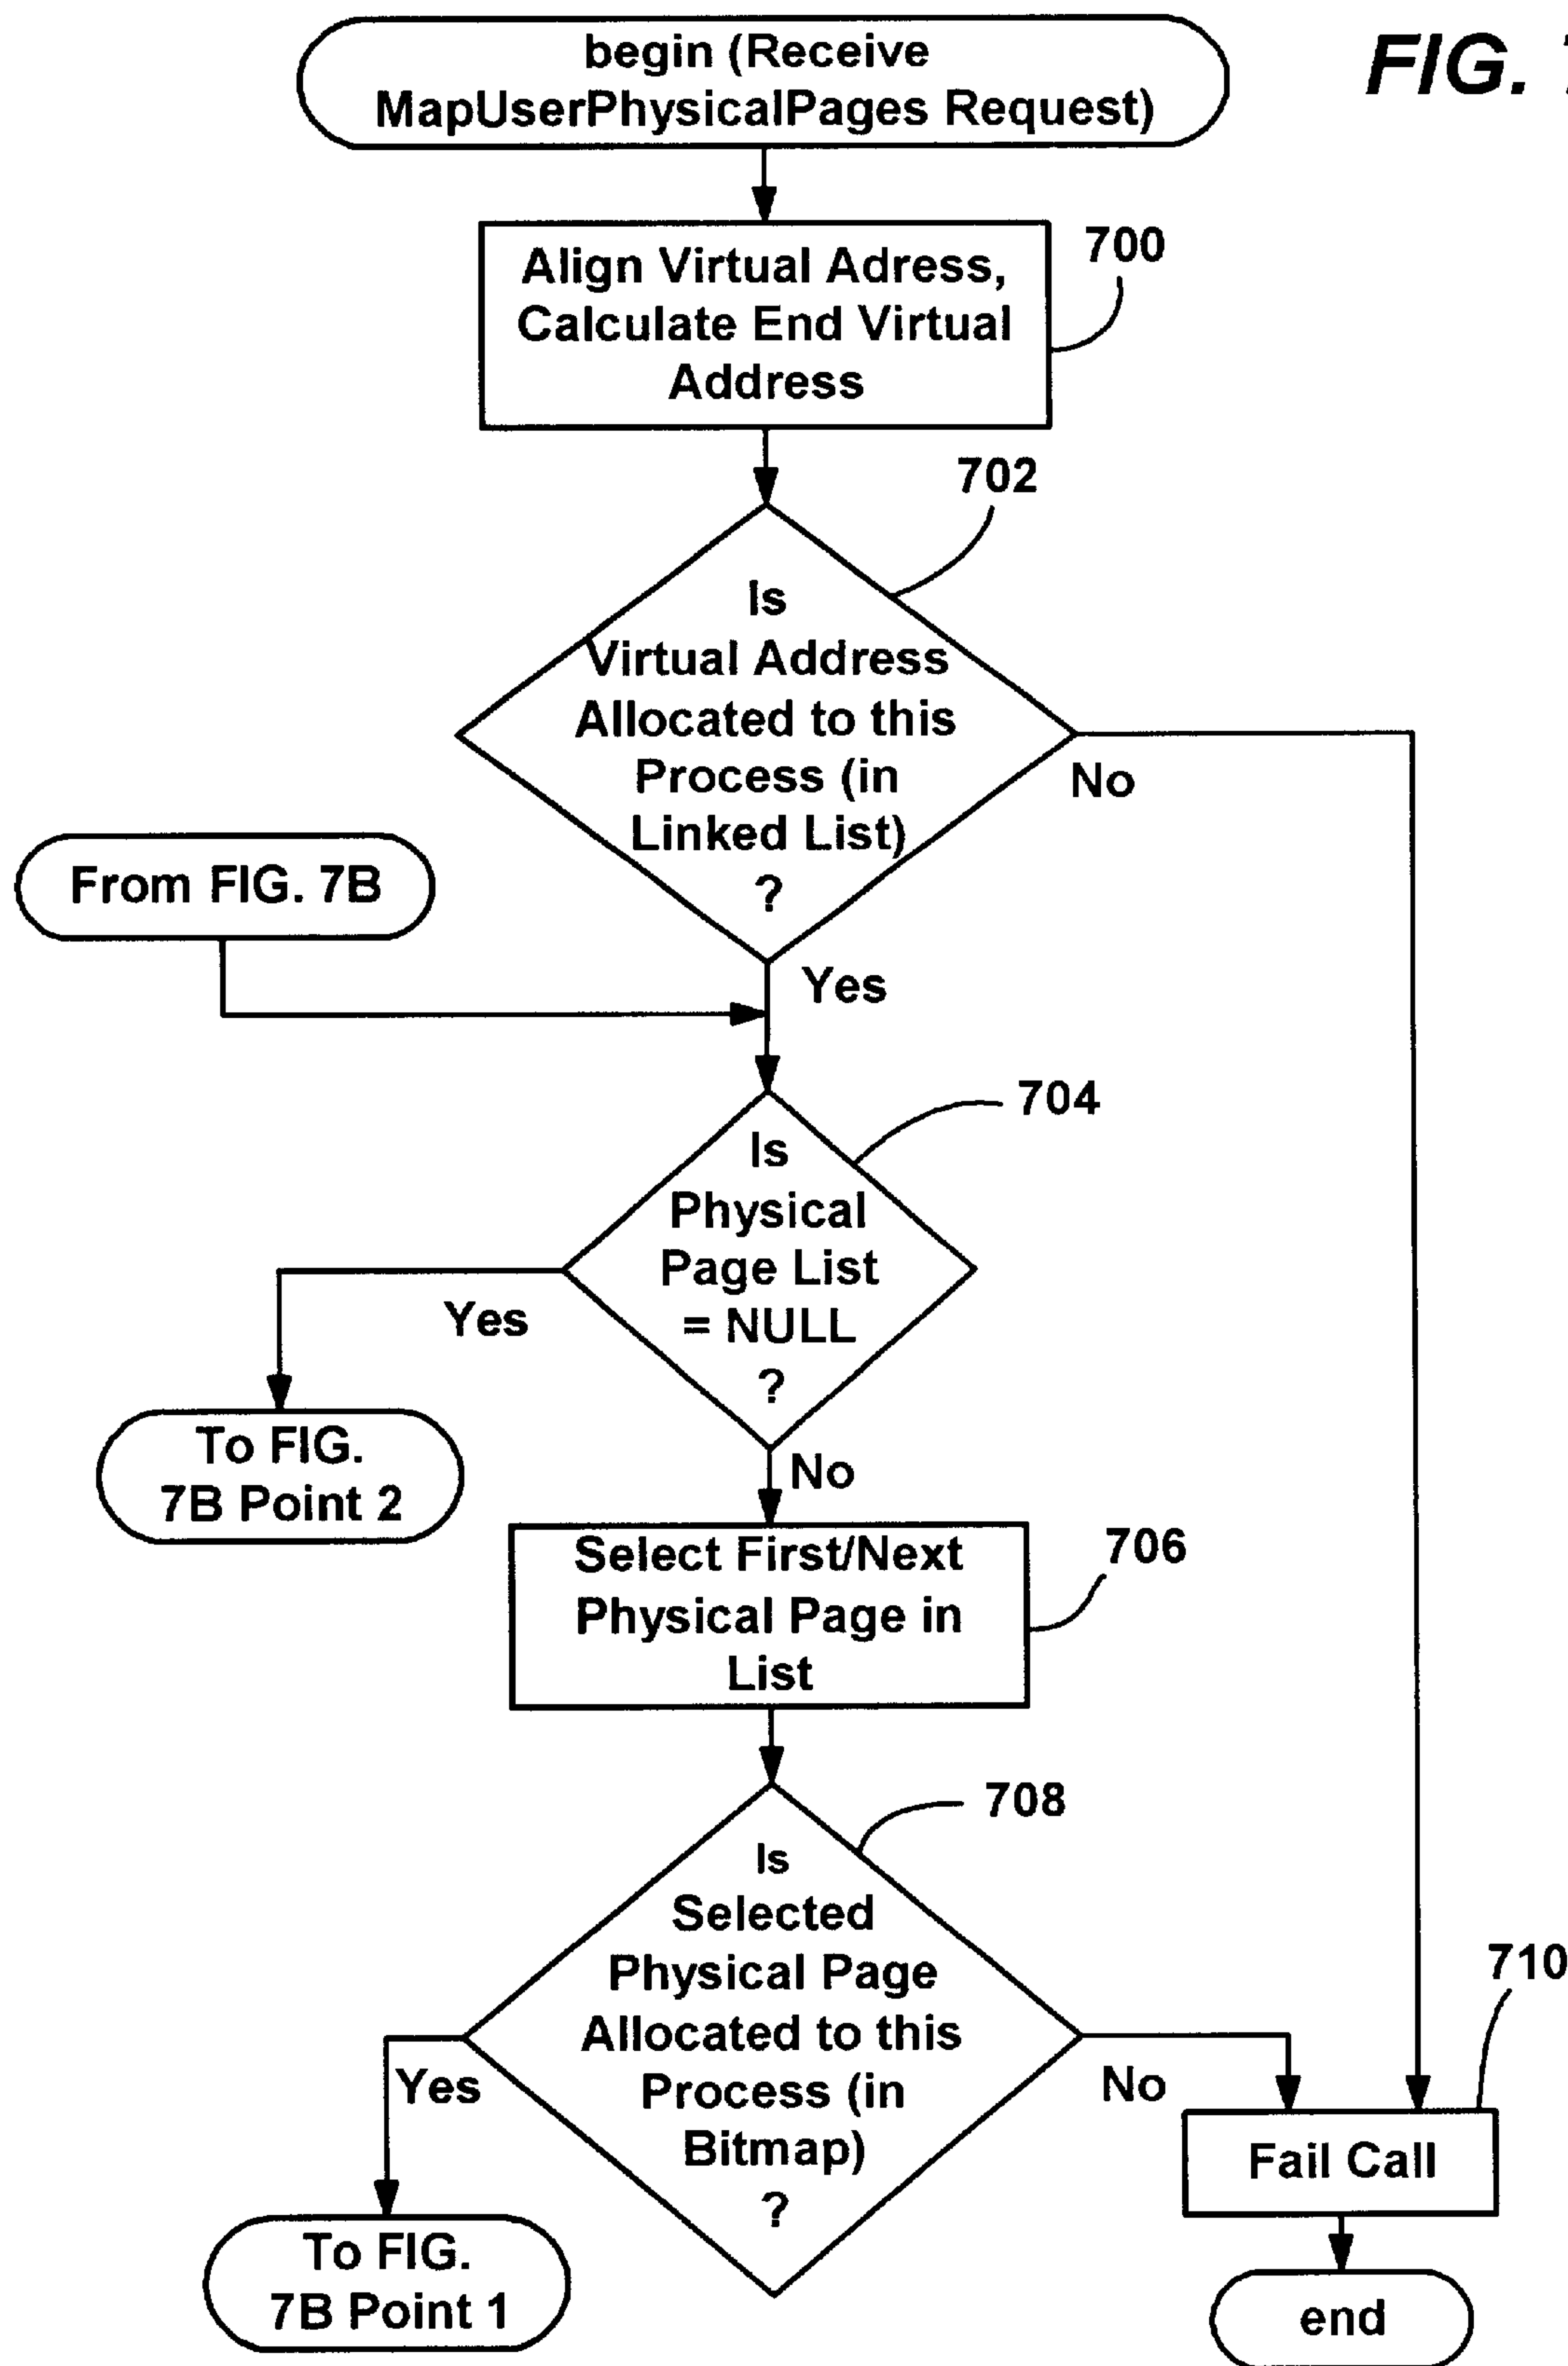 begin (Receive
MapUserPhysicalPages Request)
FIG.
Align Virtual Adress,
Calculate End Virtual
Address
700
702
Is
Virtual Address
Allocated to this
Process (in
Linked List)
?
No
From FIG. 7B
Yes
704
Is
Physical
Page List
= NULL
?
Yes
To FIG.
7B Point 2
No
Select First/Next
Physical Page in
List
706
708
Is
Selected
Physical Page
Allocated to this
Process (in
Bitmap)
?
Yes
No
710
Fail Call
To FIG.
7B Point 1
end